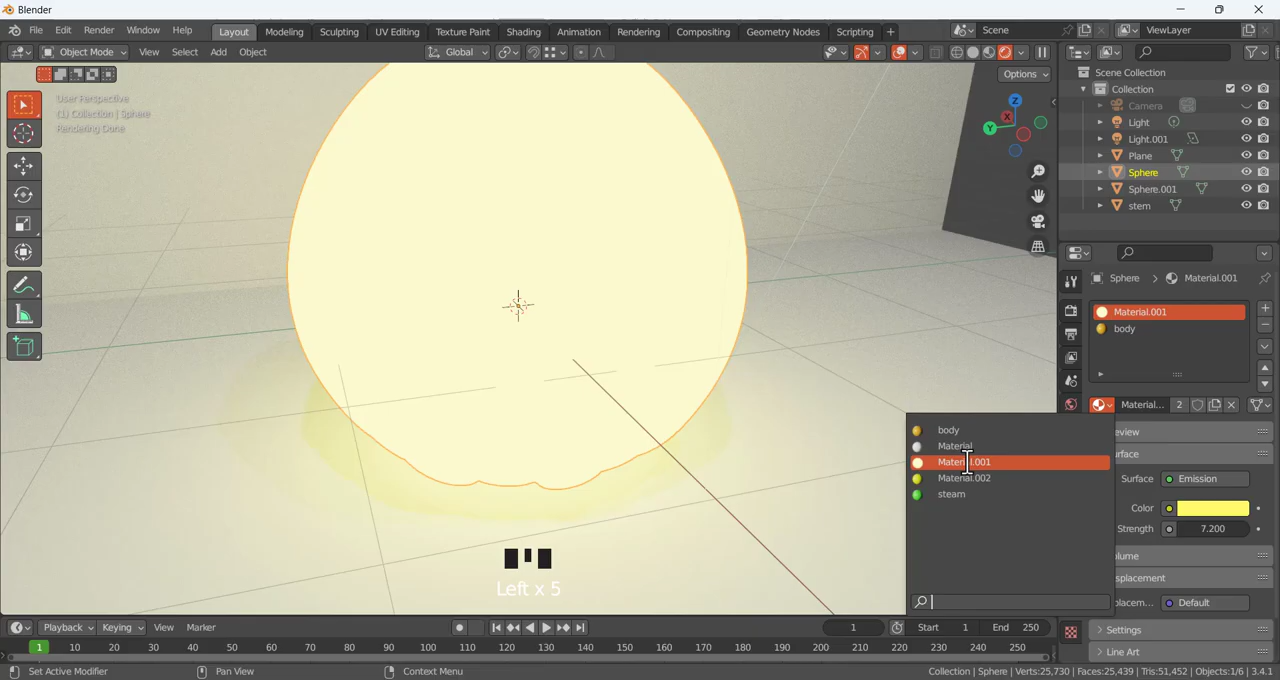 Blender
File Edit Render Window Help Layout Modeling Sculpting UV Editing Texture Paint Shading Animation Rendering Compositing Geometry Nodes Scripting + Scene ViewLayer
Object Mode View Select Add Object Global
Options
User Perspective
(1) Collection | Sphere
Rendering Done
Z
X
Y
Scene Collection
Collection
Camera
Light
Light.001
Plane
Sphere
Sphere.001
stem
Sphere > Material.001
Material.001
body
Material... 2
body
Material
Material.001
Material.002
steam
eview
urface
Surface Emission
Color
Strength 7.200
olume
splacement
placem... Default
Settings
Line Art
Left x 5
Playback Keying View Marker 1 Start 1 End 250
1 10 20 30 40 50 60 70 80 90 100 110 120 130 140 150 160 170 180 190 200 210 220 230 240 250
Set Active Modifier Pan View Context Menu Collection | Sphere | Verts:25,730 | Faces:25,439 | Tris:51,452 | Objects:1/6 | 3.4.1